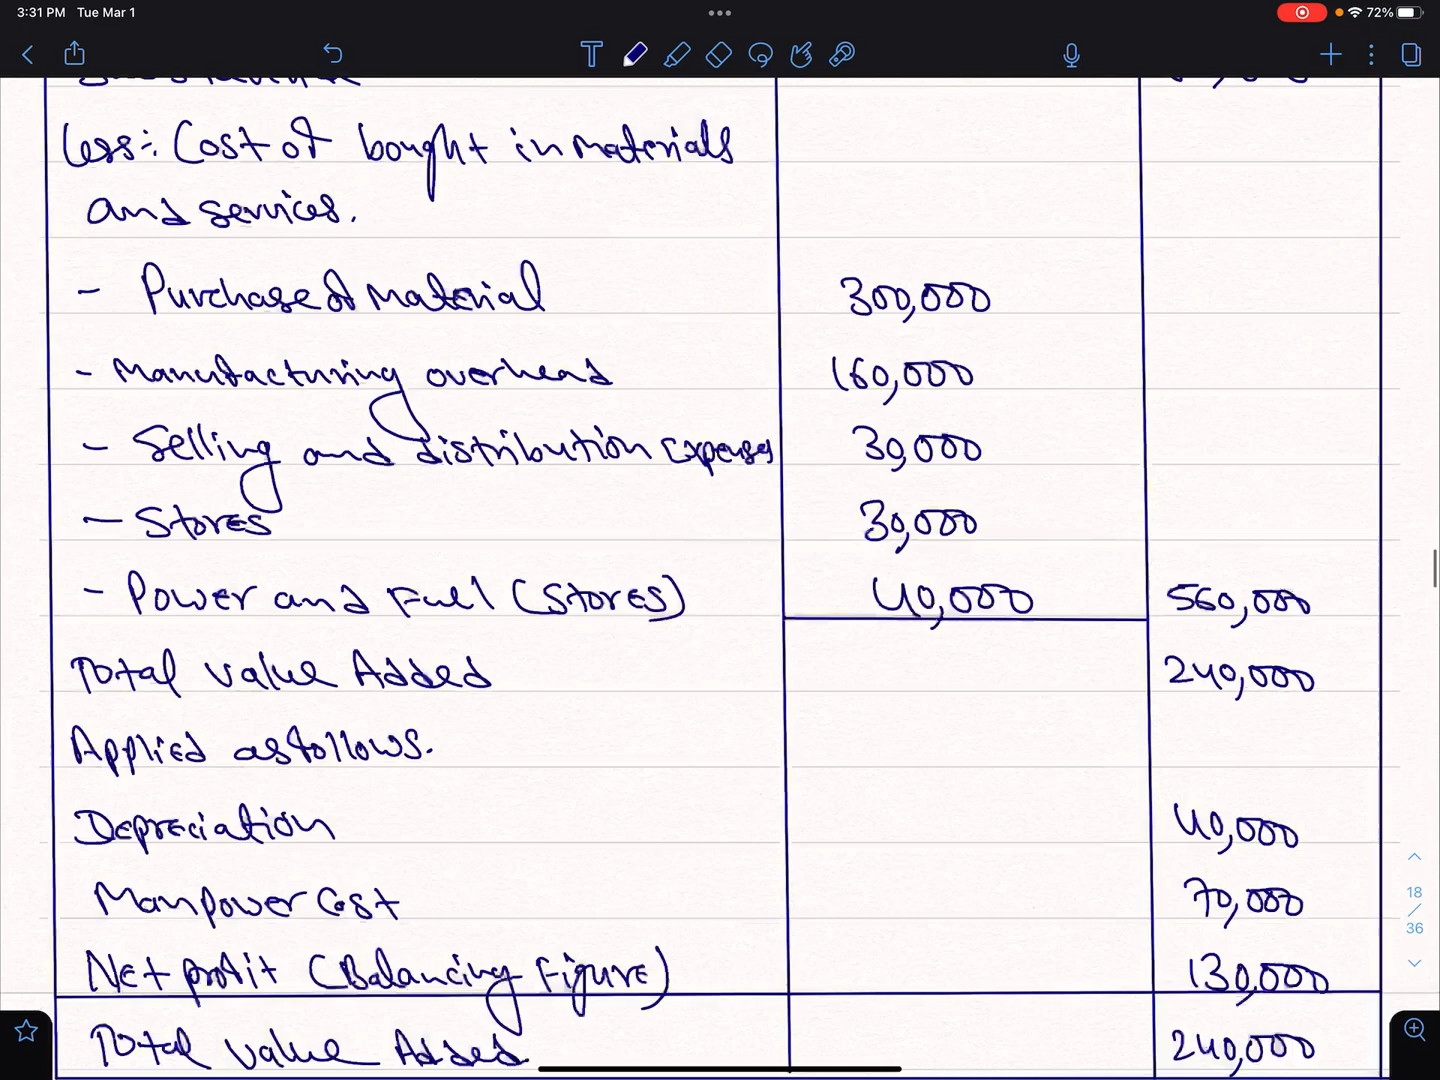 3:31 PM Tue Mar 1
72%
Less:- Cost of bought in materials
and services.
- Purchase of Material 300,000
- Manufacturing overhead 160,000
- Selling and distribution Expenses 30,000
- Stores 30,000
- Power and Fuel (Stores) 40,000 560,000
Total Value Added 240,000
Applied as follows.
Depreciation 40,000
Manpower Cost 70,000
Net profit (Balancing Figure) 130,000
Total Value Added 240,000
18
/
36